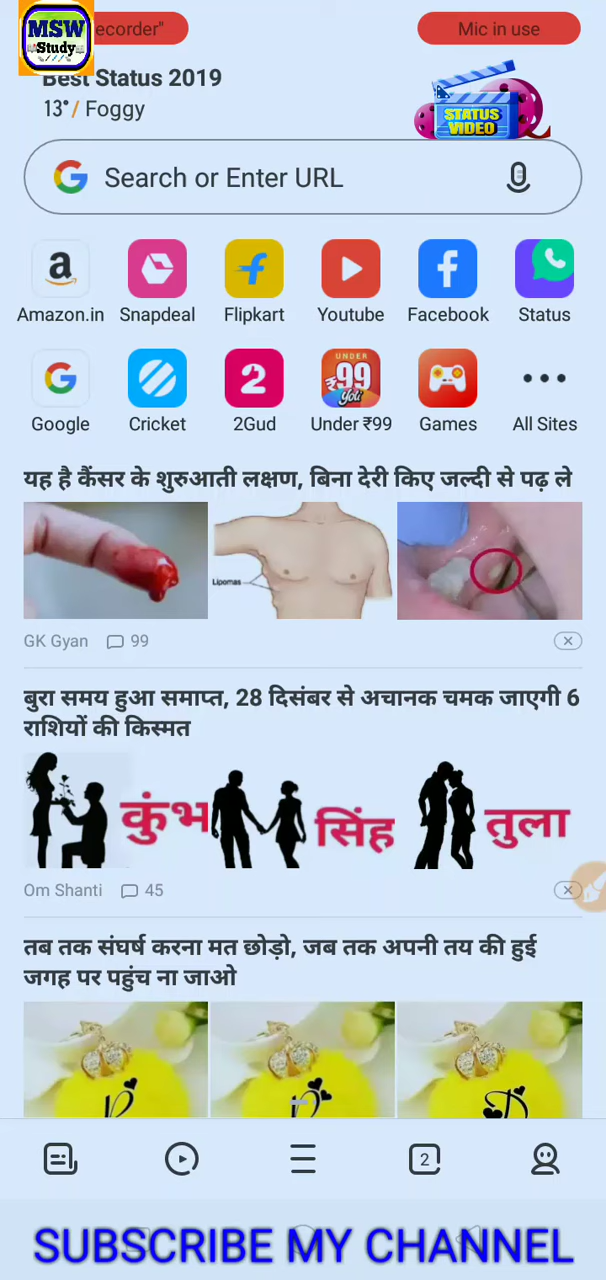 MSW
Study
ecorder"
Mic in use
Best Status 2019
13°/ Foggy
STATUS
VIDEO
Search or Enter URL
Amazon.in Snapdeal Flipkart Youtube Facebook Status
UNDER
₹99
Google Cricket 2Gud Under ₹99 Games All Sites
यह है कैंसर के शुरुआती लक्षण, बिना देरी किए जल्दी से पढ़ ले
Lipomas
GK Gyan 99
बुरा समय हुआ समाप्त, 28 दिसंबर से अचानक चमक जाएगी 6
राशियों की किस्मत
कुंभ सिंह तुला
Om Shanti 45
तब तक संघर्ष करना मत छोड़ो, जब तक अपनी तय की हुई
जगह पर पहुंच ना जाओ
2
SUBSCRIBE MY CHANNEL